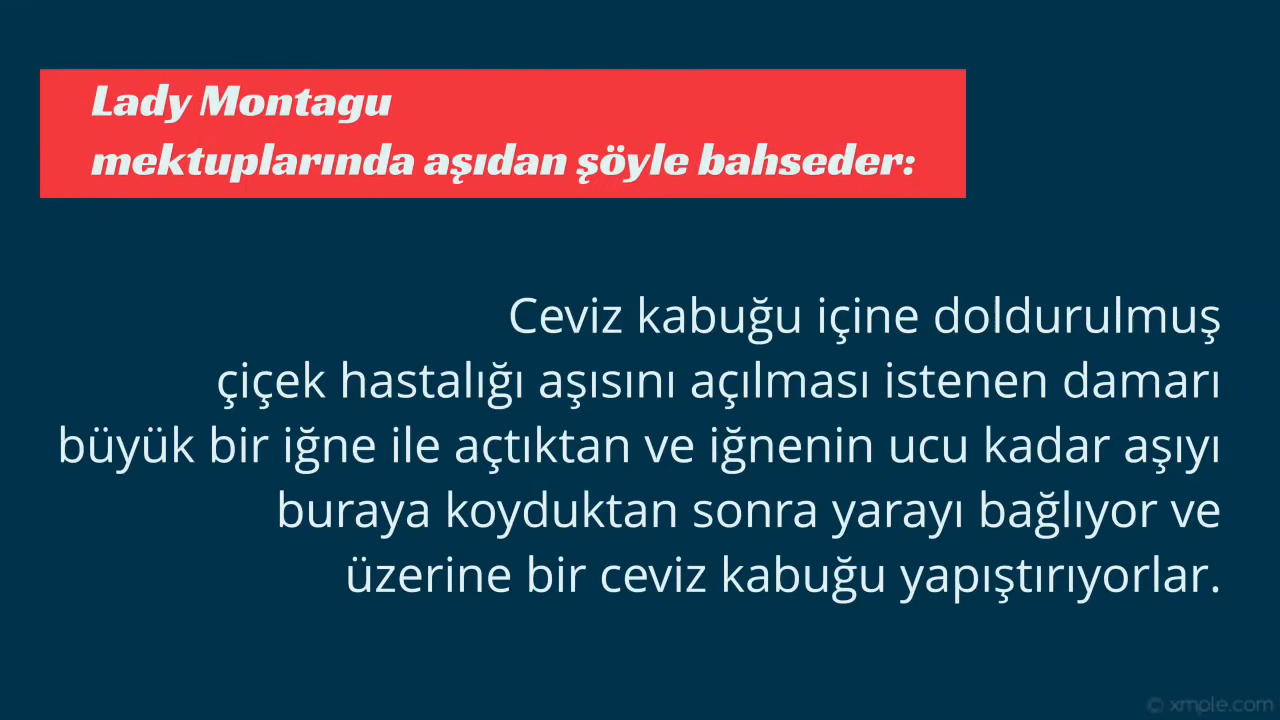 Lady Montagu
mektuplarında aşıdan şöyle bahseder:
Ceviz kabuğu içine doldurulmuş
çiçek hastalığı aşısını açılması istenen damarı
büyük bir iğne ile açtıktan ve iğnenin ucu kadar aşıyı
buraya koyduktan sonra yarayı bağlıyor ve
üzerine bir ceviz kabuğu yapıştırıyorlar.
© xmple.com